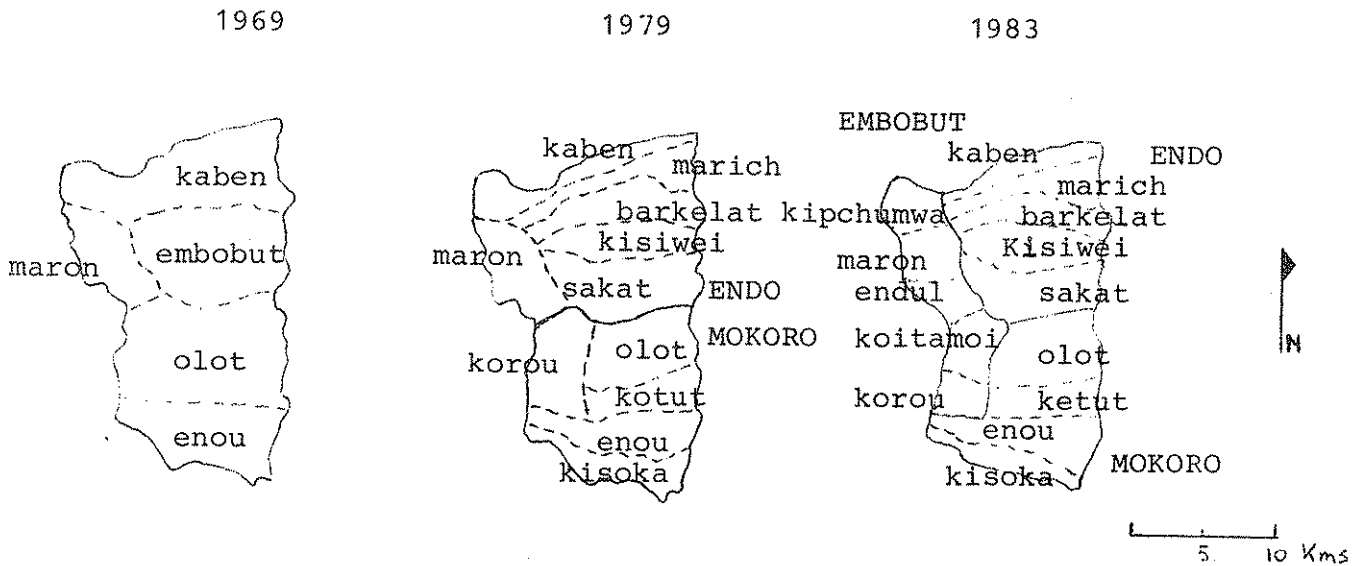 1969
1979
1983
kaben
maron
embobut
olot
enou
kaben
marich
barkelat
kisiwei
maron
sakat
ENDO
MOKORO
korou
olot
kotut
enou
kisoka
EMBOBUT
kaben
ENDO
marich
kipchumwa
barkelat
Kisiwei
maron
endul
sakat
koitamoi
olot
korou
ketut
enou
MOKORO
kisoka
N
5 10 Kms